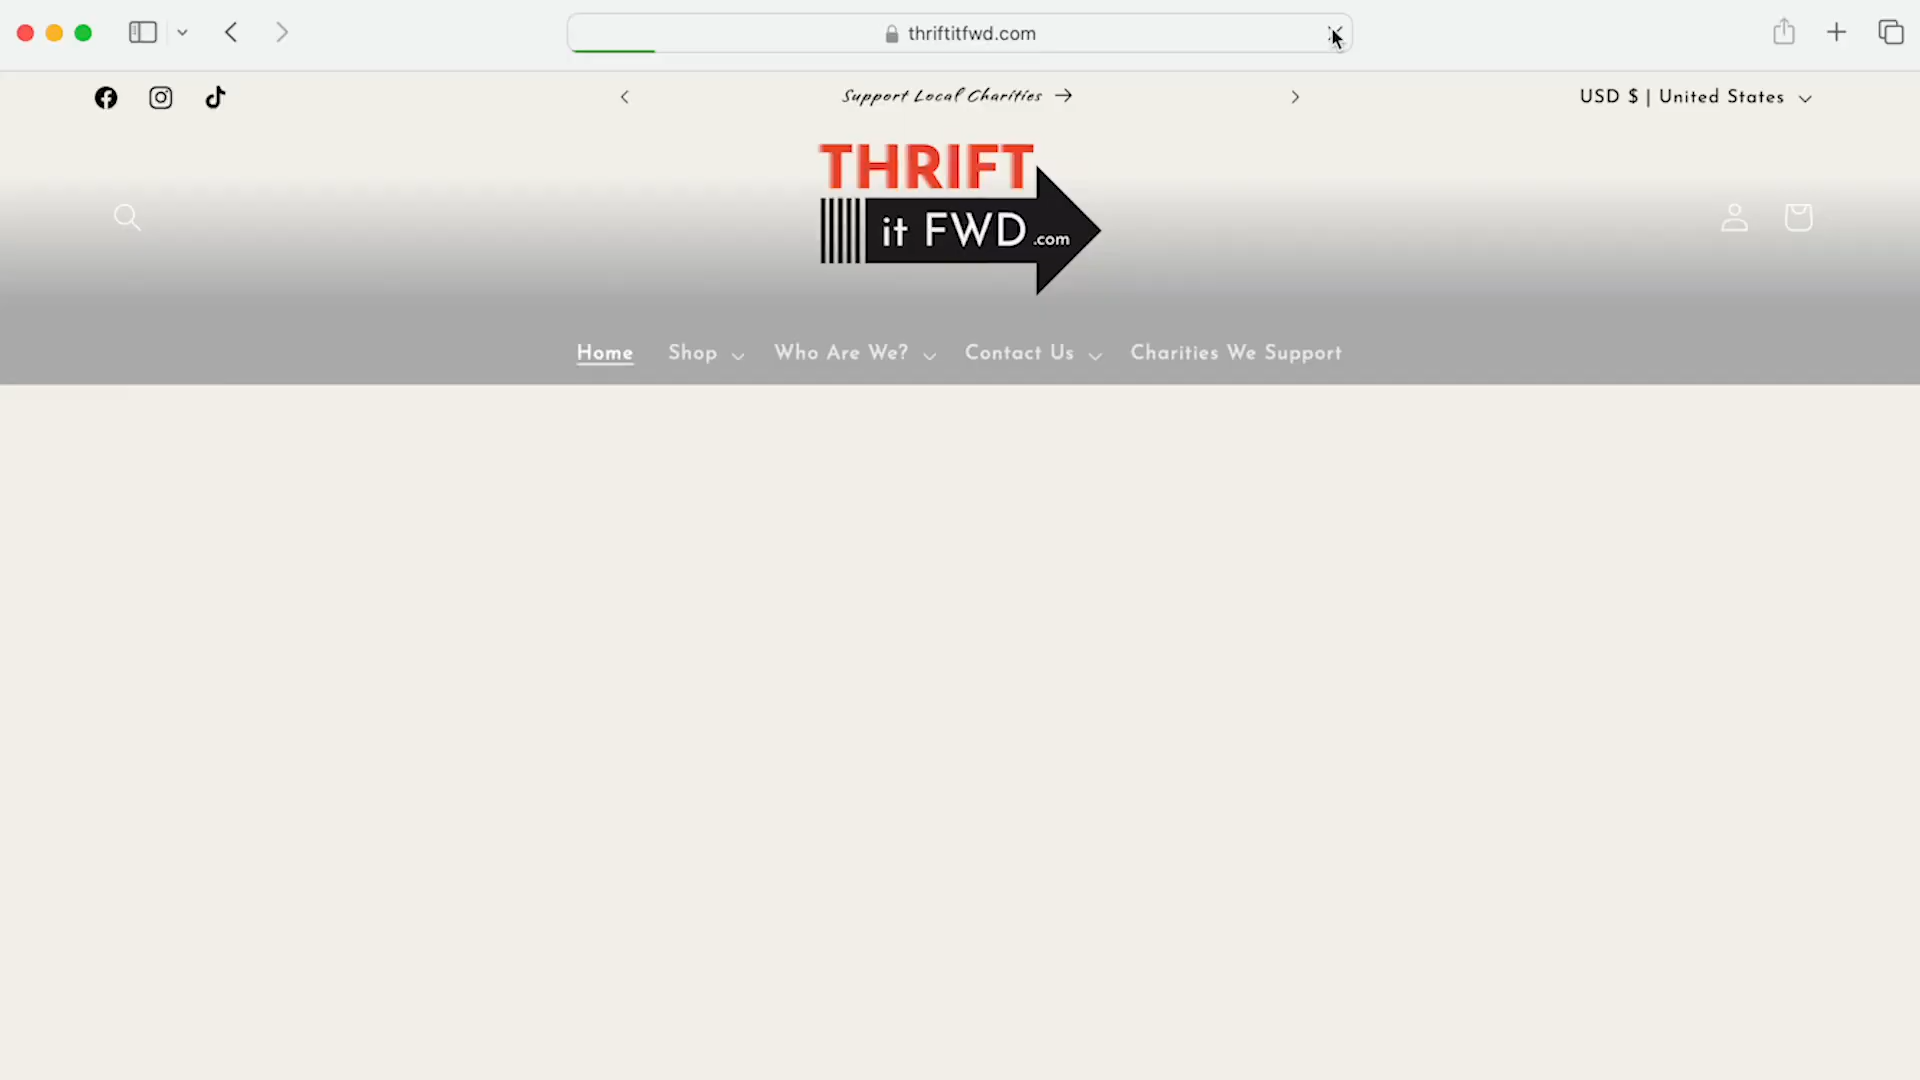 thriftitfwd.com
Support Local Charities →
USD $ | United States
THRIFT
it FWD.com
Home Shop Who Are We? Contact Us Charities We Support